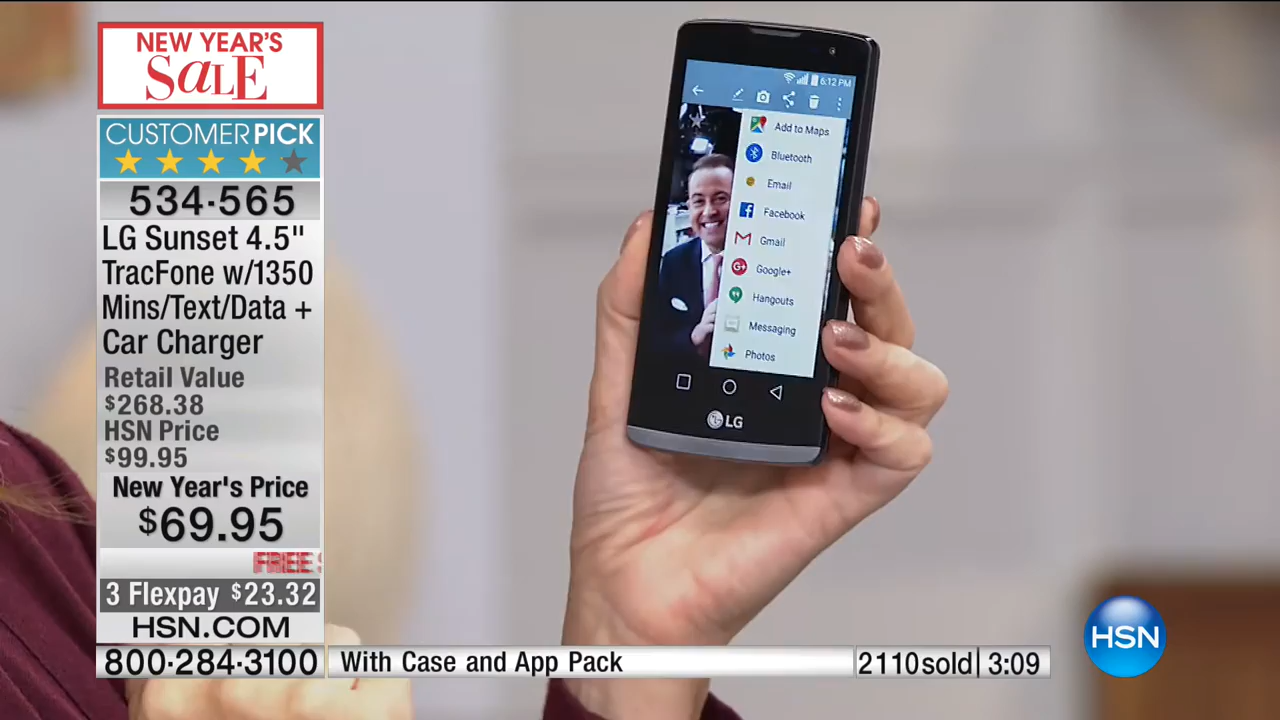 NEW YEAR'S
SALE
CUSTOMER PICK
534-565
LG Sunset 4.5"
TracFone w/1350
Mins/Text/Data +
Car Charger
Retail Value
$268.38
HSN Price
$99.95
New Year's Price
$69.95
FREE
3 Flexpay $23.32
HSN.COM
800-284-3100
With Case and App Pack
2110 sold 3:09
HSN
6:12 PM
Add to Maps
Bluetooth
Email
Facebook
Gmail
G+ Google+
Hangouts
Messaging
Photos
LG LG